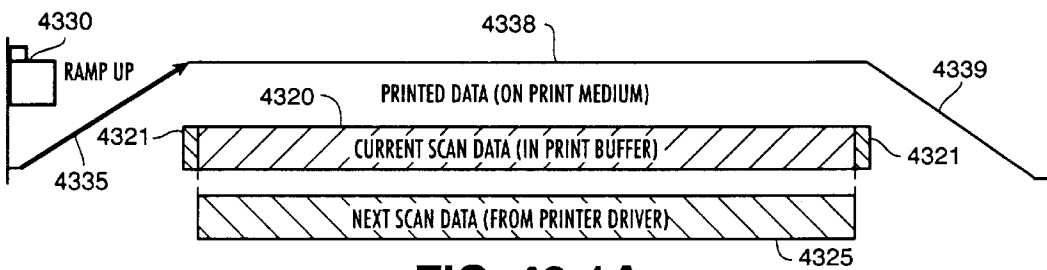 4330
RAMP UP
4338
4339
PRINTED DATA (ON PRINT MEDIUM)
4320
4321
CURRENT SCAN DATA (IN PRINT BUFFER)
4321
4335
NEXT SCAN DATA (FROM PRINTER DRIVER)
4325